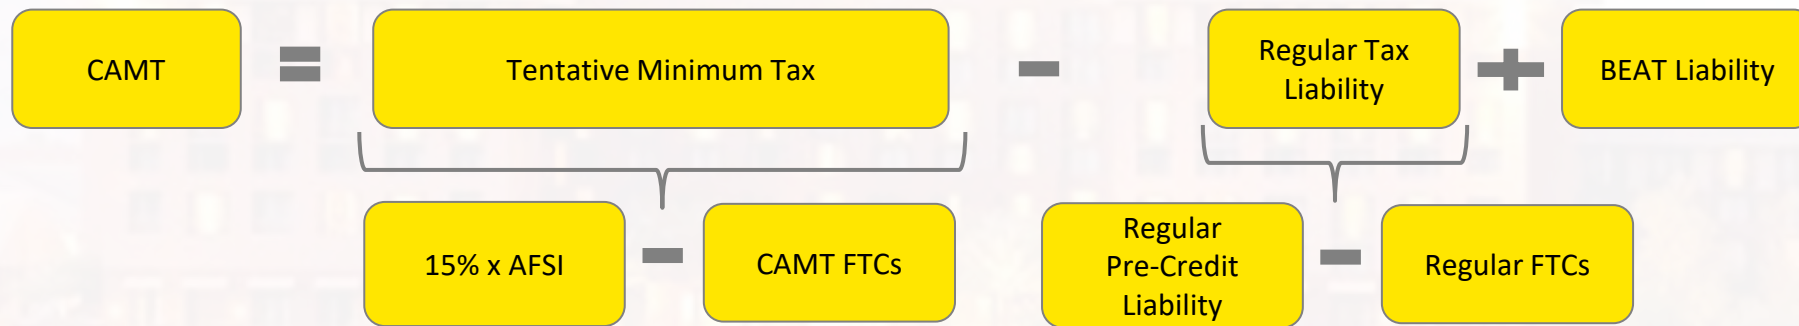 CAMT
=
Tentative Minimum Tax
-
Regular Tax
Liability
+
BEAT Liability
15% x AFSI
-
CAMT FTCs
Regular
Pre-Credit
Liability
-
Regular FTCs